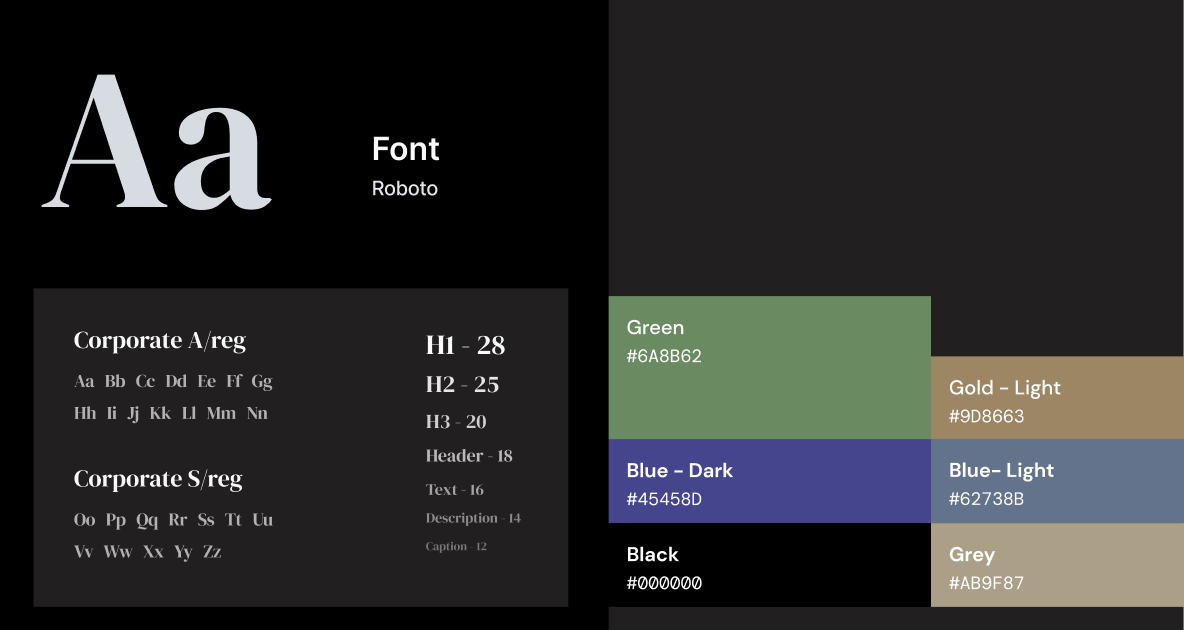 Aa
Font
Roboto
Corporate A/reg
Aa Bb Cc Dd Ee Ff Gg
Hh Ii Jj Kk Ll Mm Nn
Corporate S/reg
Oo Pp Qq Rr Ss Tt Uu
Vv Ww Xx Yy Zz
H1 - 28
H2 - 25
H3 - 20
Header - 18
Text - 16
Description - 14
Caption - 12
Green
#6A8B62
Gold - Light
#9D8663
Blue - Dark
#45458D
Blue- Light
#62738B
Black
#000000
Grey
#AB9F87